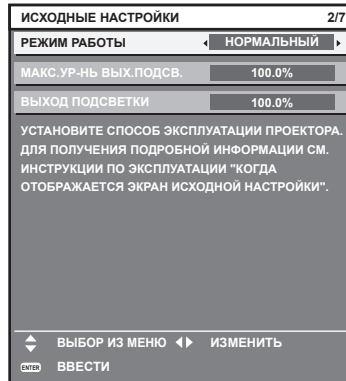 ИСХОДНЫЕ НАСТРОЙКИ 2/7
РЕЖИМ РАБОТЫ НОРМАЛЬНЫЙ
МАКС.УР-НЬ ВЫХ.ПОДСВ. 100.0%
ВЫХОД ПОДСВЕТКИ 100.0%
УСТАНОВИТЕ СПОСОБ ЭКСПЛУАТАЦИИ ПРОЕКТОРА.
ДЛЯ ПОЛУЧЕНИЯ ПОДРОБНОЙ ИНФОРМАЦИИ СМ.
ИНСТРУКЦИИ ПО ЭКСПЛУАТАЦИИ "КОГДА
ОТОБРАЖАЕТСЯ ЭКРАН ИСХОДНОЙ НАСТРОЙКИ".
ВЫБОР ИЗ МЕНЮ ИЗМЕНИТЬ
ENTER ВВЕСТИ